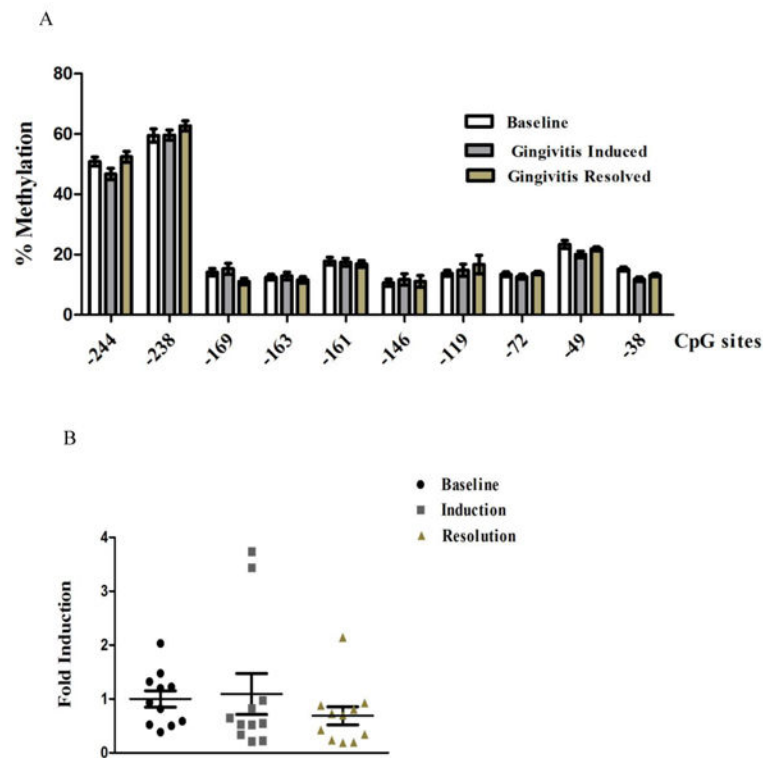 A
80
60
40
20
0
% Methylation
Baseline
Gingivitis Induced
Gingivitis Resolved
-244
-238
-169
-163
-161
-146
-119
-72
-49
-38
CpG sites
B
Baseline
Induction
Resolution
4
3
2
1
0
Fold Induction